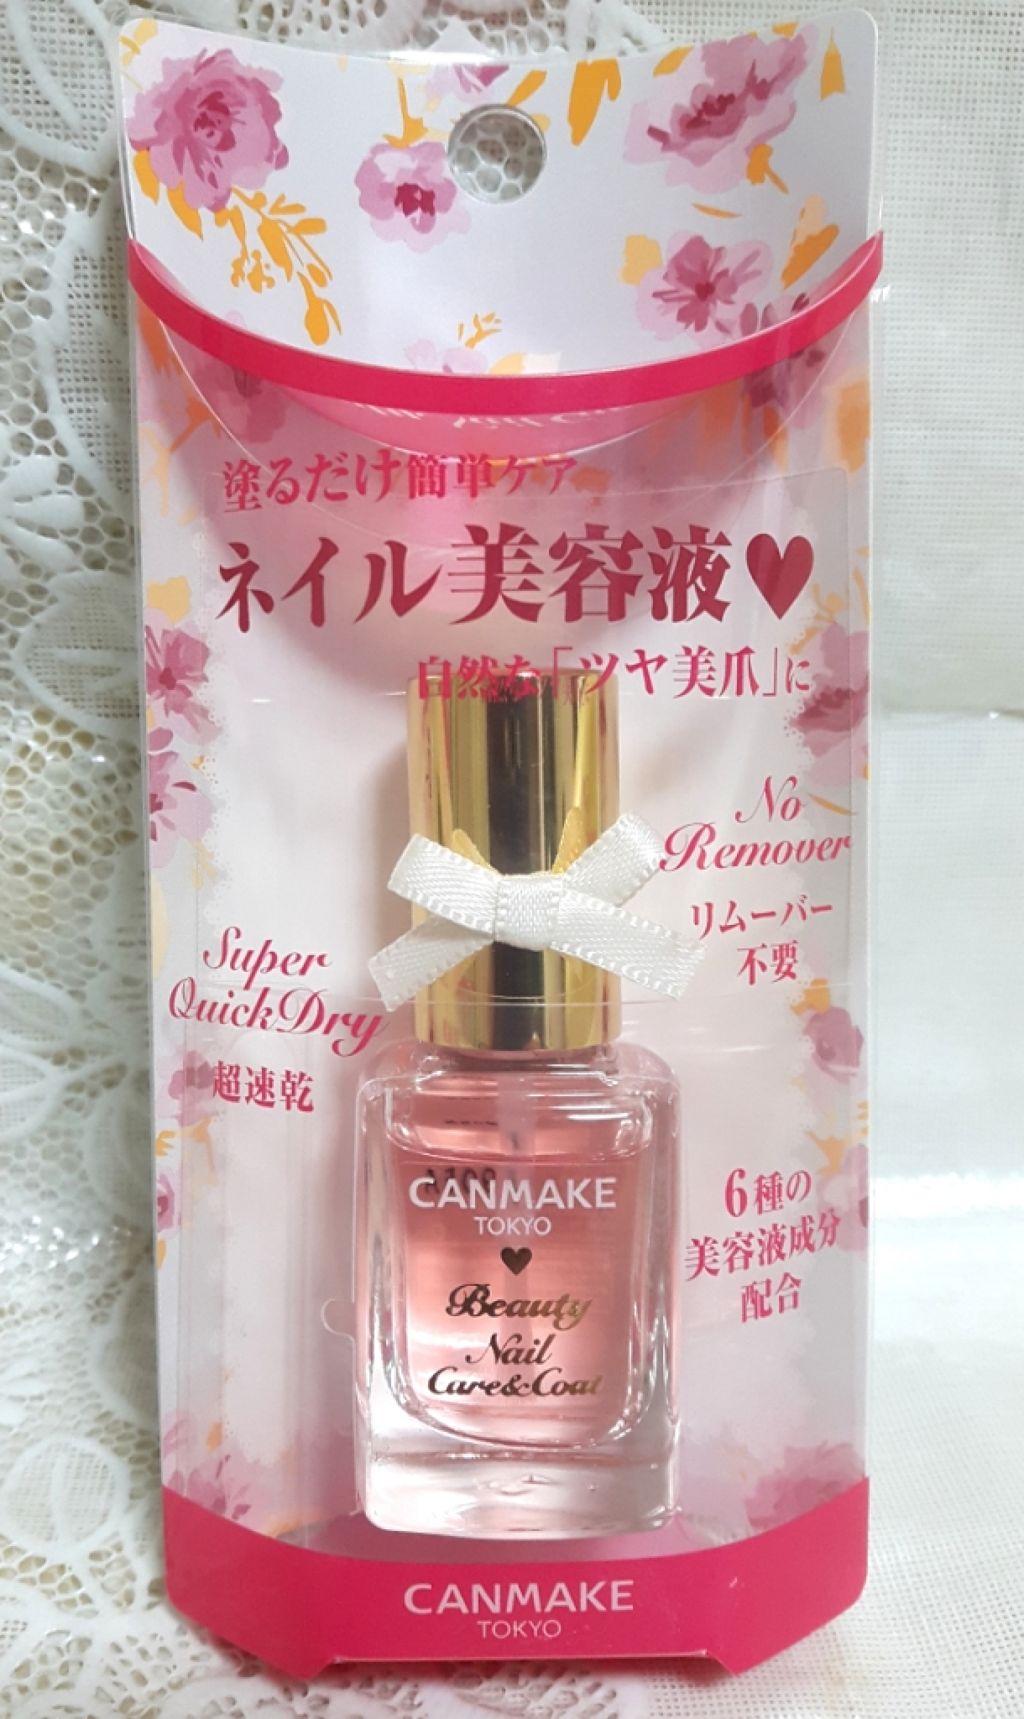 塗るだけ簡単ケア
ネイル美容液♥
自然な「ツヤ美爪」に
No
Remover
リムーバー
不要
Super
Quick Dry
超速乾
6種の
美容液成分
配合
CANMAKE
TOKYO
♥
Beauty
Nail
Care&Coat
CANMAKE
TOKYO